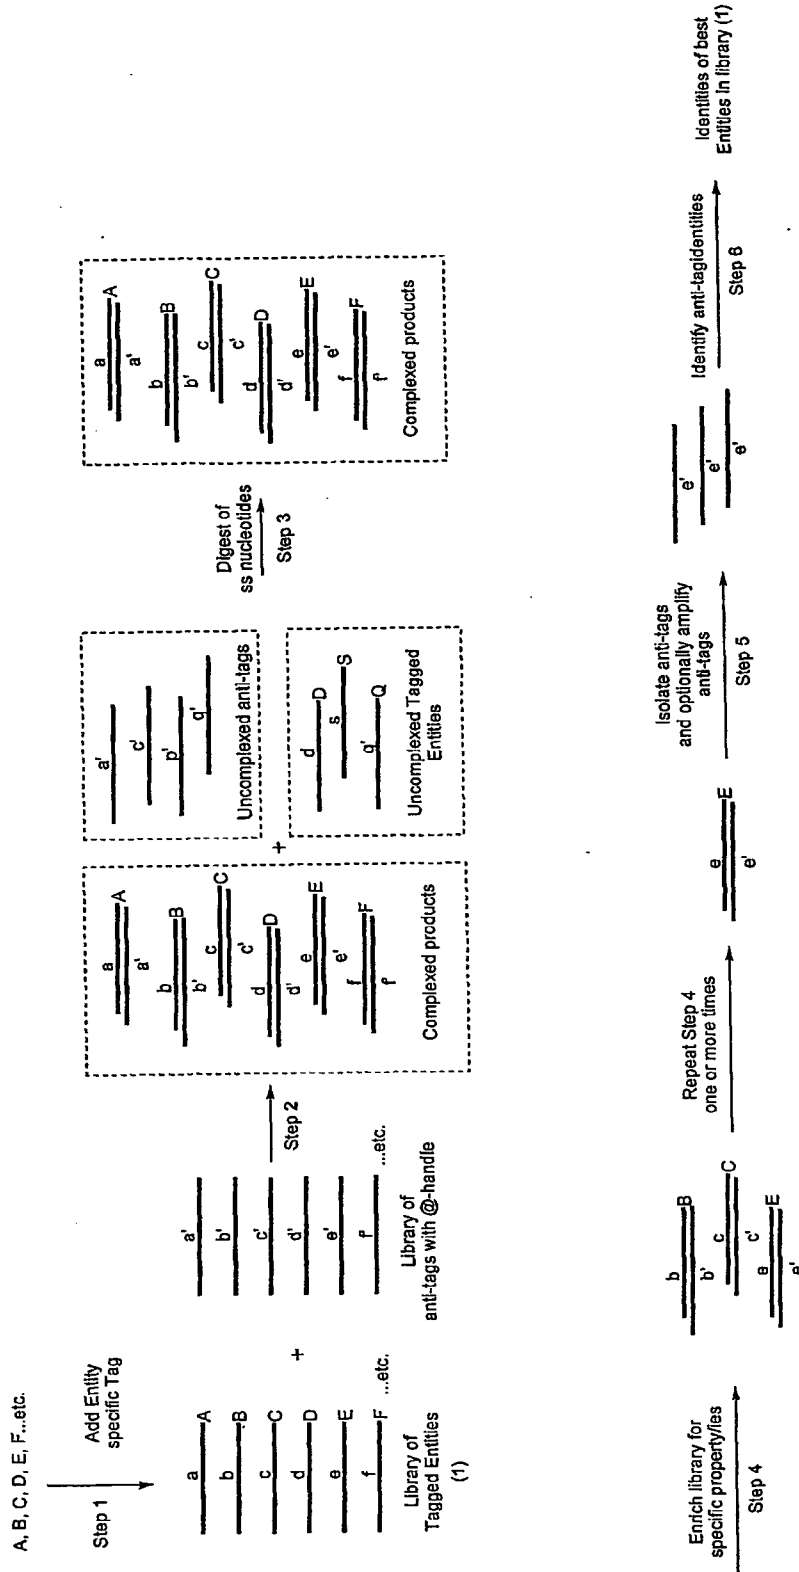 A, B, C, D, E, F...etc.
Step 1
Add Entity
specific Tag
a
A
b
B
c
C
d
D
e
E
f
F
...etc.
Library of
Tagged Entities
(1)
+
a'
b'
c'
d'
e'
f'
...etc.
Library of
anti-tags with @-handle
Step 2
a
A
a'
b
B
b'
c
C
c'
d
D
d'
e
E
e'
f
F
f'
Complexed products
+
a'
c'
p'
q'
Uncomplexed anti-tags
d
D
s
S
q'
Q
Uncomplexed Tagged
Entities
Digest of
ss nucleotides
Step 3
a
A
a'
b
B
b'
c
C
c'
d
D
d'
e
E
e'
f
F
f'
Complexed products
Enrich library for
specific property/ies
Step 4
b
B
b'
c
C
c'
e
E
e'
Repeat Step 4
one or more times
e
E
e'
Isolate anti-tags
and optionally amplify
anti-tags
Step 5
e'
e'
e'
Identify anti-tagidentities
Step 6
Identities of best
Entities in library (1)